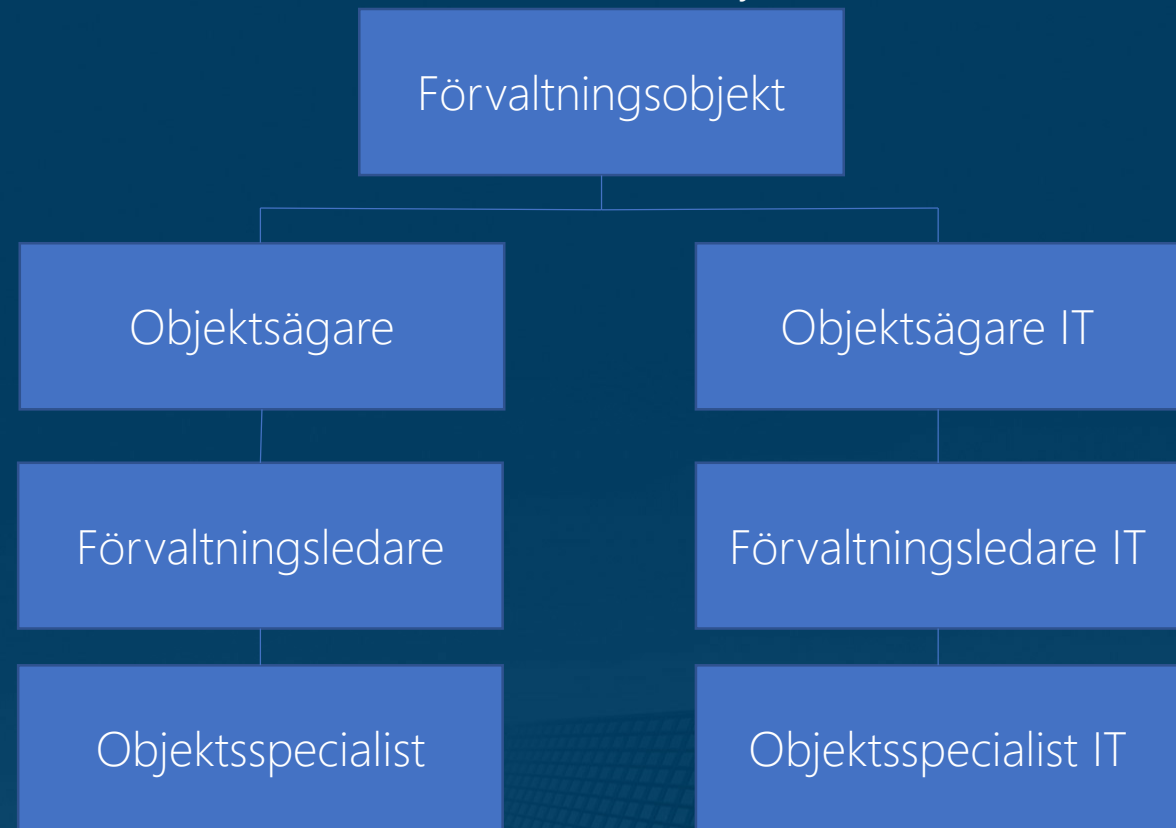 Förvaltningsobjekt
Objektsägare
Objektsägare IT
Förvaltningsledare
Förvaltningsledare IT
Objektsspecialist
Objektsspecialist IT